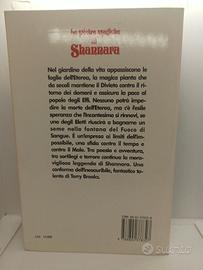 le pietre magiche
di
Shannara
Nel giardino della vita appassiscono le
foglie dell'Eterea, la magica pianta che
da secoli mantiene il Divieto contro il
ritorno dei demoni e assicura la pace al
popolo degli Elfi. Nessuno potrà impe-
dire la morte dell'Eterea, ma c'è l'esile
speranza che l'incantesimo si rinnovi, se
uno degli Eletti riuscirà a bagnarne un
seme nella fontana del Fuoco di
sangue. È un'impresa ai limiti dell'im-
possibile, una sfida contro il tempo e
contro il Male. Tra poesia e avventura,
tra sortilegi e terrore continua la mera-
vigliosa leggenda di Shannara. Una
conferma dell'inesauribile, fantastico ta-
lento di Terry Brooks.
subito